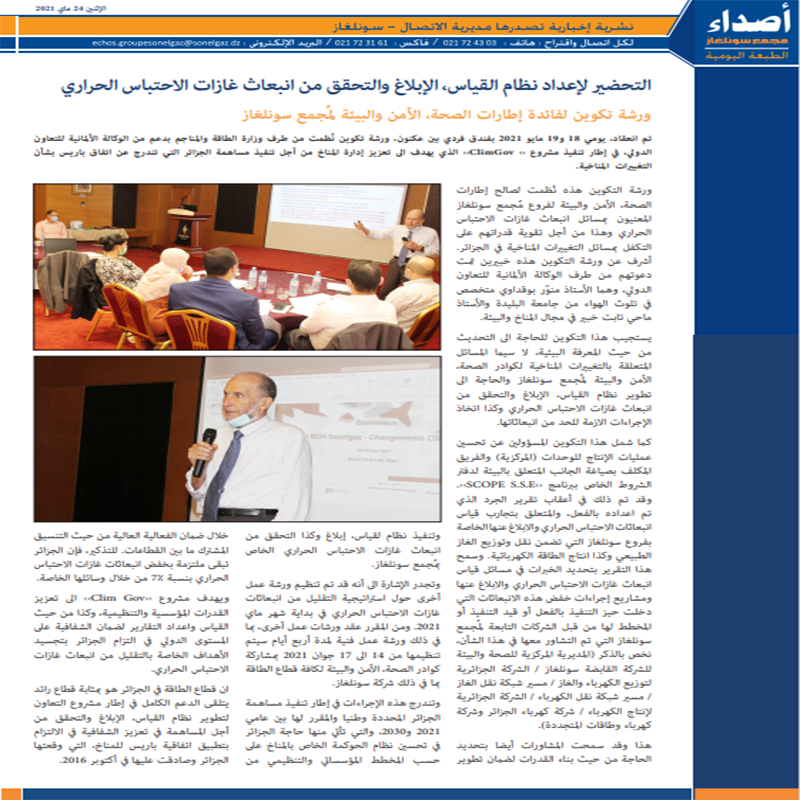 الإثنين 24 ماي 2021
أصداء
مجمع سونلغاز
الطبعة اليومية
نشرية إخبارية تصدرها مديرية الاتصال – سونلغاز
لكل اتصال واقتراح : هاتف : 03 43 72 021 / فاكس : 61 31 72 021 / البريد الإلكتروني : echos.groupesonelgaz@sonelgaz.dz
التحضير لإعداد نظام القياس، الإبلاغ والتحقق من انبعاث غازات الاحتباس الحراري
ورشة تكوين لفائدة إطارات الصحة، الأمن والبيئة لمُجمع سونلغاز
تم انعقاد، يومي 18 و19 مايو 2021 بفندق فردي ببن عكنون، ورشة تكوين نُظمت من طرف وزارة الطاقة والمناجم بدعم من الوكالة الألمانية للتعاون
الدولي، في إطار تنفيذ مشروع «ClimGov» الذي يهدف الى تعزيز إدارة المناخ من أجل تنفيذ مساهمة الجزائر التي تندرج عن اتفاق باريس بشأن
التغييرات المناخية.
ورشة التكوين هذه نُظمت لصالح إطارات
الصحة، الأمن والبيئة لفروع مُجمع سونلغاز
المعنيون بمسائل انبعاث غازات الاحتباس
الحراري وهذا من أجل تقوية قدراتهم على
التكفل بمسائل التغييرات المناخية في الجزائر.
أشرف عن ورشة التكوين هذه خبيرين تمت
دعوتهم من طرف الوكالة الألمانية للتعاون
الدولي، وهما الأستاذ منوّر بوقداوي متخصص
في تلوث الهواء من جامعة البليدة والأستاذ
ماحي ثابت خبير في مجال المناخ والبيئة.
يستجيب هذا التكوين للحاجة الى التحديث
من حيث المعرفة البيئية، لا سيما المسائل
المتعلقة بالتغييرات المناخية لكوادر الصحة،
الأمن والبيئة لمُجمع سونلغاز والحاجة الى
تطوير نظام القياس، الإبلاغ والتحقق من
انبعاث غازات الاحتباس الحراري وكذا اتخاذ
الإجراءات الازمة للحد من انبعاثاتها.
كما شمل هذا التكوين المسؤولين عن تحسين
عمليات الإنتاج للوحدات (المركزية) والفريق
المكلف بصياغة الجانب المتعلق بالبيئة لدفتر
الشروط الخاص ببرنامج «SCOPE S.S.E».
وقد تم ذلك في أعقاب تقرير الجرد الذي
تم اعداده بالفعل، والمتعلق بتجارب قياس
انبعاثات الاحتباس الحراري والابلاغ عنها الخاصة
بفروع سونلغاز التي تضمن نقل وتوزيع الغاز
الطبيعي وكذا انتاج الطاقة الكهربائية. وسمح
هذا التقرير بتحديد الخبرات في مسائل قياس
انبعاث غازات الاحتباس الحراري والابلاغ عنها
ومشاريع إجراءات خفض هذه الانبعاثات التي
دخلت حيز التنفيذ بالفعل أو قيد التنفيذ أو
المخطط لها من قبل الشركات التابعة لمُجمع
سونلغاز التي تم التشاور معها في هذا الشأن،
نخص بالذكر (المديرية المركزية للصحة والبيئة
للشركة القابضة سونلغاز / الشركة الجزائرية
لتوزيع الكهرباء والغاز / مسير شبكة نقل الغاز
/ مسير شبكة نقل الكهرباء / الشركة الجزائرية
لإنتاج الكهرباء / شركة كهرباء الجزائر وشركة
كهرباء وطاقات المتجددة).
هذا وقد سمحت المشاورات أيضا بتحديد
الحاجة من حيث بناء القدرات لضمان تطوير
وتنفيذ نظام لقياس، إبلاغ وكذا التحقق من
انبعاث غازات الاحتباس الحراري الخاص
بمُجمع سونلغاز.
وتجدر الإشارة الى أنه قد تم تنظيم ورشة عمل
أخرى حول استراتيجية التقليل من انبعاثات
غازات الاحتباس الحراري في بداية شهر ماي
2021. ومن المقرر عقد ورشات عمل أخرى، بما
في ذلك ورشة عمل فنية لمدة أربع أيام سيتم
تنظيمها من 14 الى 17 جوان 2021 بمشاركة
كوادر الصحة، الأمن والبيئة لكافة قطاع الطاقة
بما في ذلك شركة سونلغاز.
وتندرج هذه الإجراءات في إطار تنفيذ مساهمة
الجزائر المحددة وطنيا والمقرر لها بين عامي
2021 و2030، والتي تأتي منها حاجة الجزائر
في تحسين نظام الحوكمة الخاص بالمناخ على
حسب المخطط المؤسساتي والتنظيمي من
خلال ضمان الفعالية العالية من حيث التنسيق
المشترك ما بين القطاعات. للتذكير، فإن الجزائر
تبقى ملتزمة بخفض انبعاثات غازات الاحتباس
الحراري بنسبة 7٪ من خلال وسائلها الخاصة.
ويهدف مشروع «Clim Gov» الى تعزيز
القدرات المؤسسية والتنظيمية، وكذا من حيث
القياس واعداد التقارير لضمان الشفافية على
المستوى الدولي في التزام الجزائر بتجسيد
الأهداف الخاصة بالتقليل من انبعاث غازات
الاحتباس الحراري.
ان قطاع الطاقة في الجزائر هو بمثابة قطاع رائد
يتلقى الدعم الكامل في إطار مشروع التعاون
لتطوير نظام القياس، الإبلاغ والتحقق من
أجل المساهمة في تعزيز الشفافية في الالتزام
بتطبيق اتفاقية باريس للمناخ، التي وقعتها
الجزائر وصادقت عليها في أكتوبر 2016.
RCH Sonelgaz - Changements Cli